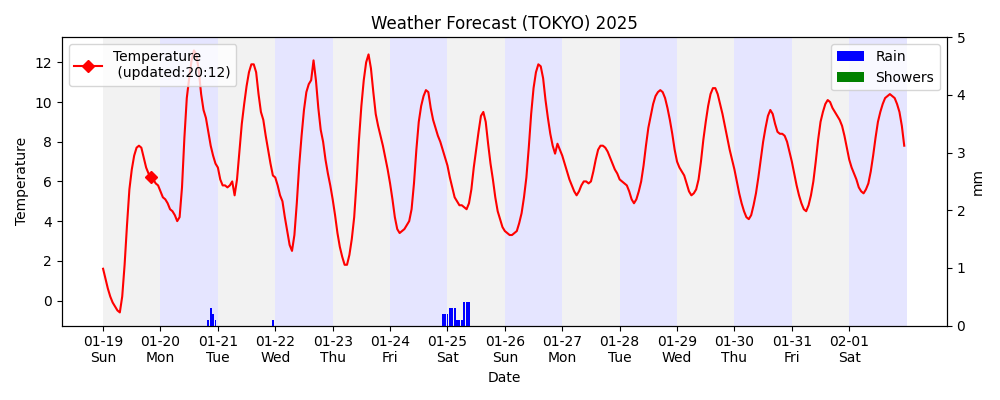 Weather Forecast (TOKYO) 2025
Temperature
(updated:20:12)
Rain
Showers
Temperature
12
10
8
6
4
2
0
5
4
3
2
1
0
mm
01-19 01-20 01-21 01-22 01-23 01-24 01-25 01-26 01-27 01-28 01-29 01-30 01-31 02-01
Sun Mon Tue Wed Thu Fri Sat Sun Mon Tue Wed Thu Fri Sat
Date